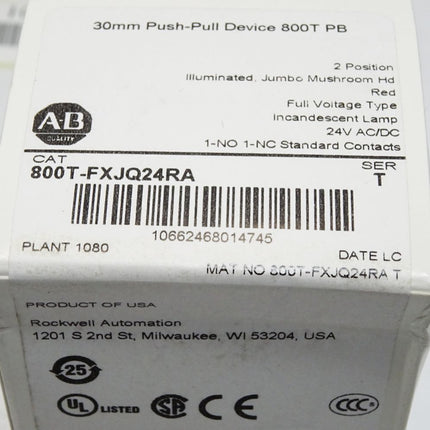 30mm Push-Pull Device 800T PB
2 Position
Illuminated, Jumbo Mushroom Hd
Red
Full Voltage Type
Incandescent Lamp
24V AC/DC
1-NO 1-NC Standard Contacts
AB
QUALITY
CAT
SER
800T-FXJQ24RA
T
10662468014745
PLANT 1080
DATE LC
MAT NO 800T-FXJQ24RA T
PRODUCT OF USA
Rockwell Automation
1201 S 2nd St, Milwaukee, WI 53204, USA
25
UL LISTED SA CE CCC